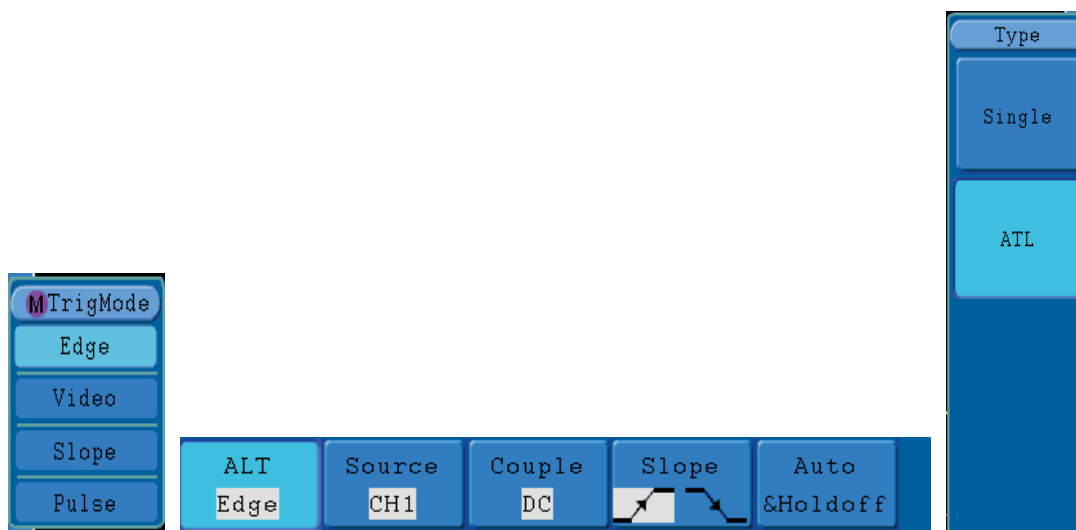 MTrigMode
Edge
Video
Slope
Pulse
ALT
Edge
Source
CH1
Couple
DC
Slope
Auto
&Holdoff
Type
Single
ATL